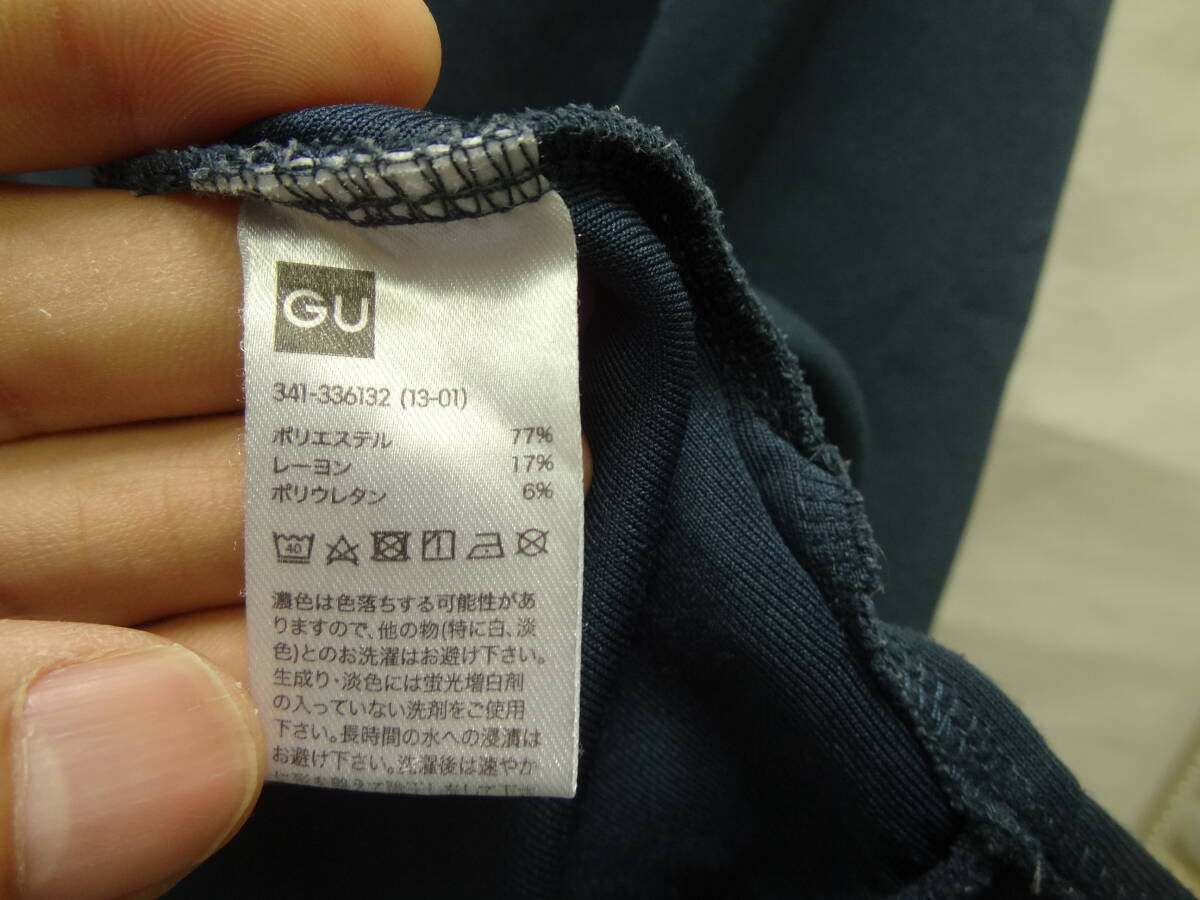 GU
341-336132 (13-01)
ポリエステル 77%
レーヨン 17%
ポリウレタン 6%
40
濃色は色落ちする可能性があ
りますので、他の物(特に白、淡
色)とのお洗濯はお避け下さい。
生成り・淡色には蛍光増白剤
の入っていない洗剤をご使用
下さい。長時間の水への浸漬は
お避け下さい。洗濯後は速やか